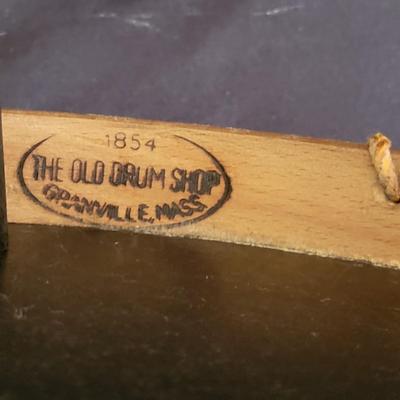 1854
THE OLD DRUM SHOP
GRANVILLE, MASS.